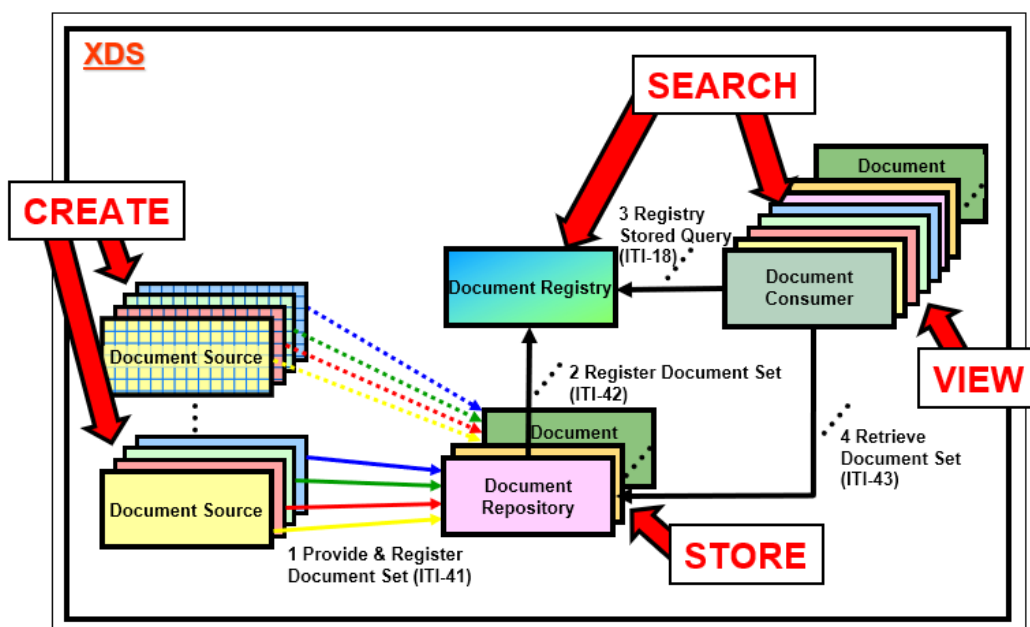 XDS
SEARCH
Document
CREATE
3 Registry
Stored Query
(ITI-18)
Document Registry
Document
Consumer
Document Source
VIEW
2 Register Document Set
(ITI-42)
Document
4 Retrieve
Document Set
(ITI-43)
Document Source
Document
Repository
STORE
1 Provide & Register
Document Set (ITI-41)